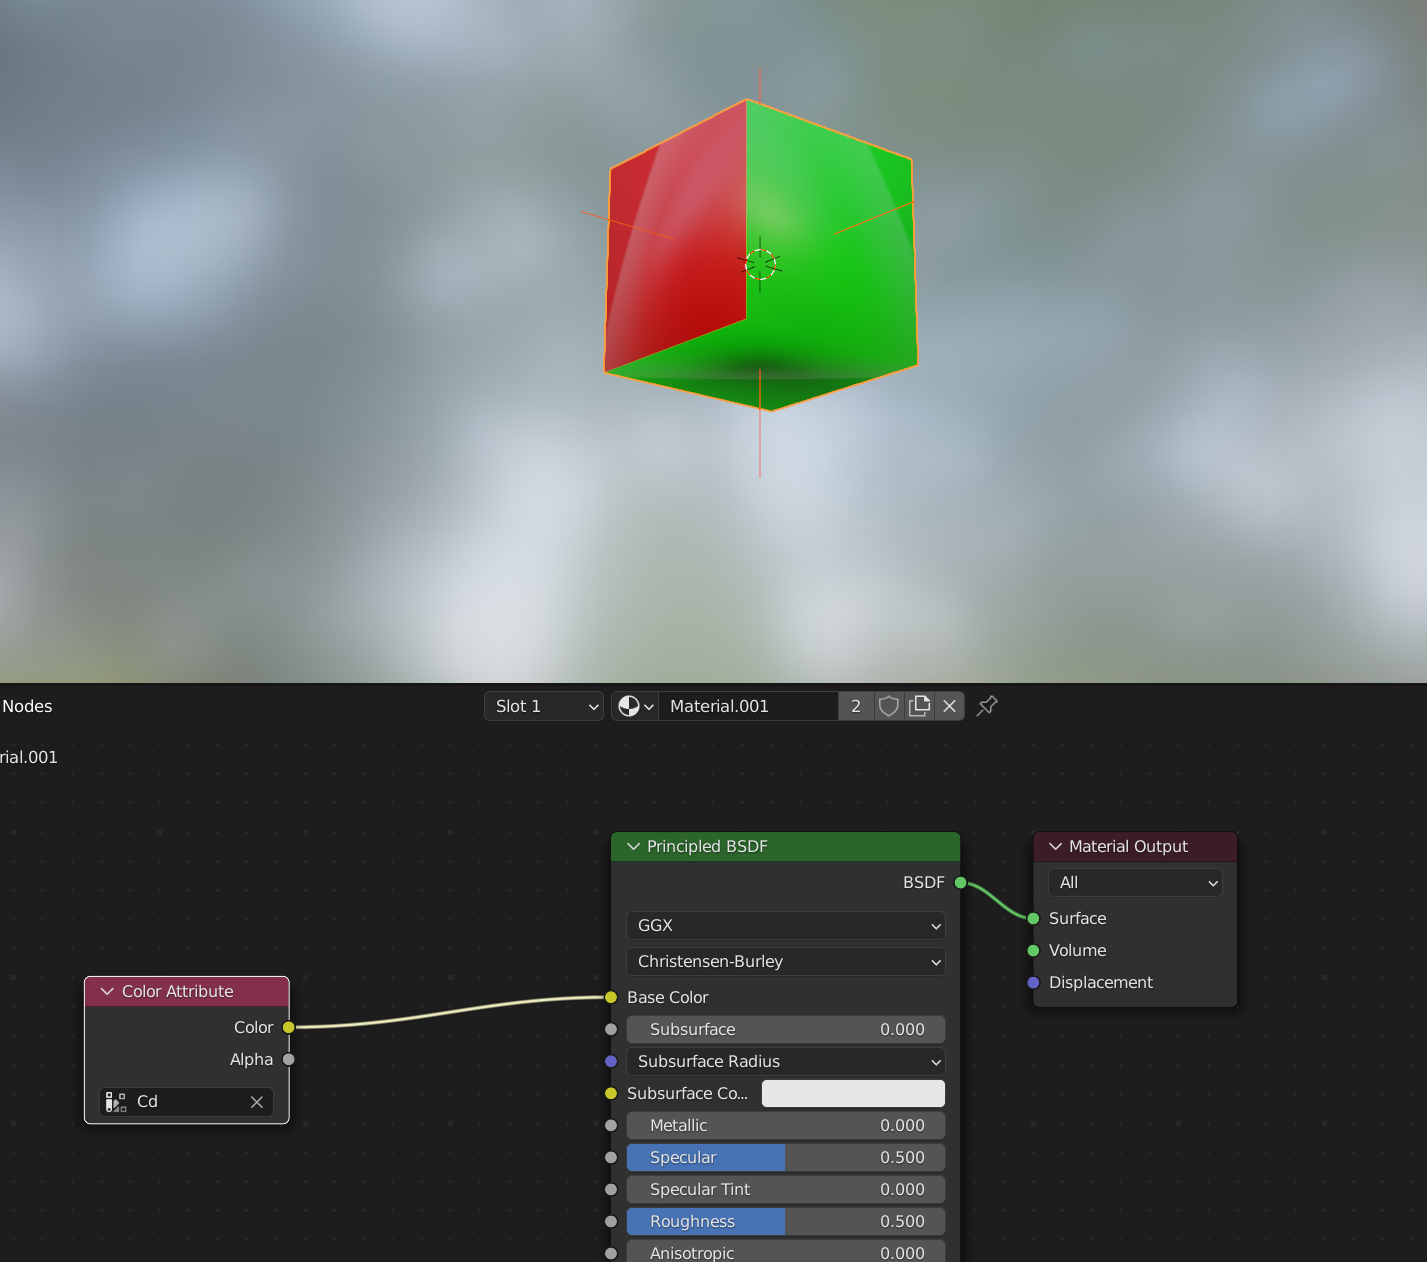 Nodes
Slot 1
Material.001
2
rial.001
Principled BSDF
BSDF
GGX
Christensen-Burley
Base Color
Subsurface 0.000
Subsurface Radius
Subsurface Co...
Metallic 0.000
Specular 0.500
Specular Tint 0.000
Roughness 0.500
Anisotropic 0.000
Material Output
All
Surface
Volume
Displacement
Color Attribute
Color
Alpha
Cd